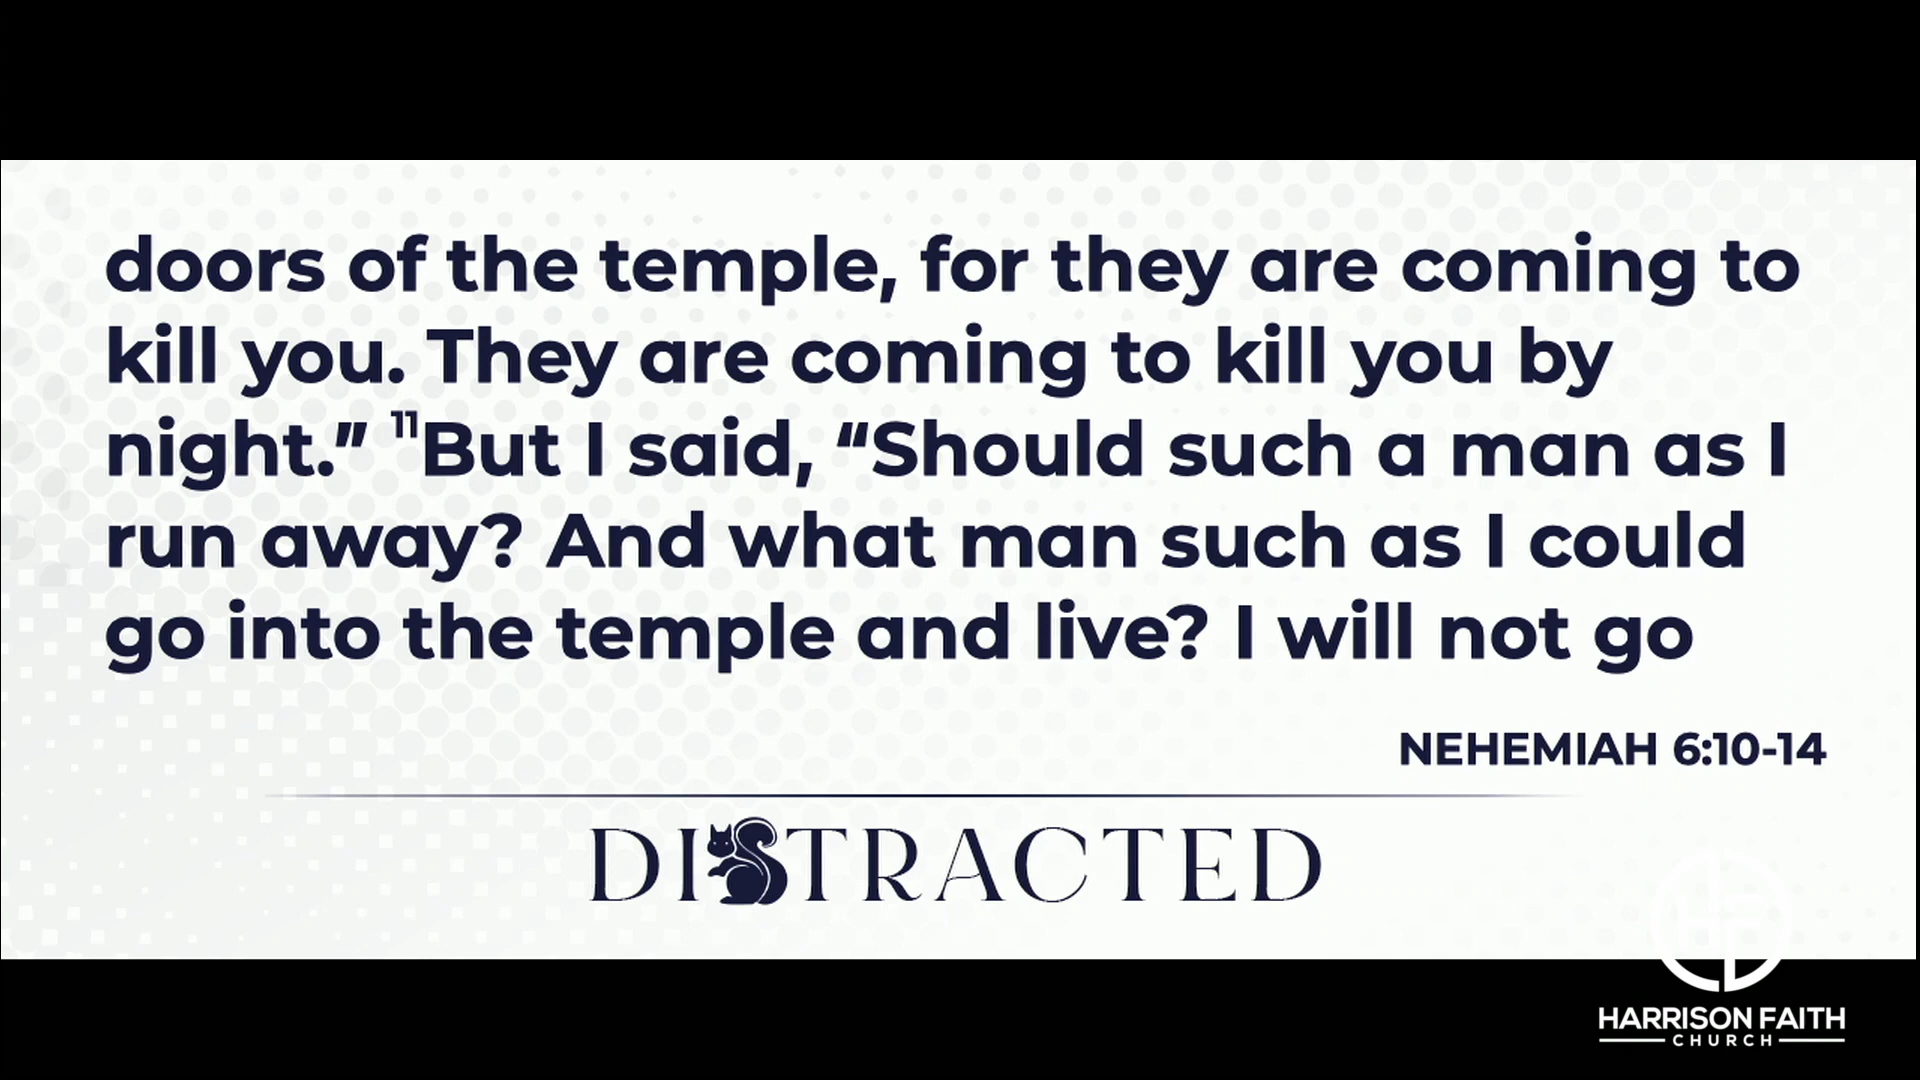 doors of the temple, for they are coming to
kill you. They are coming to kill you by
night.” ¹¹But I said, “Should such a man as I
run away? And what man such as I could
go into the temple and live? I will not go
NEHEMIAH 6:10-14
DISTRACTED
HARRISON FAITH
CHURCH